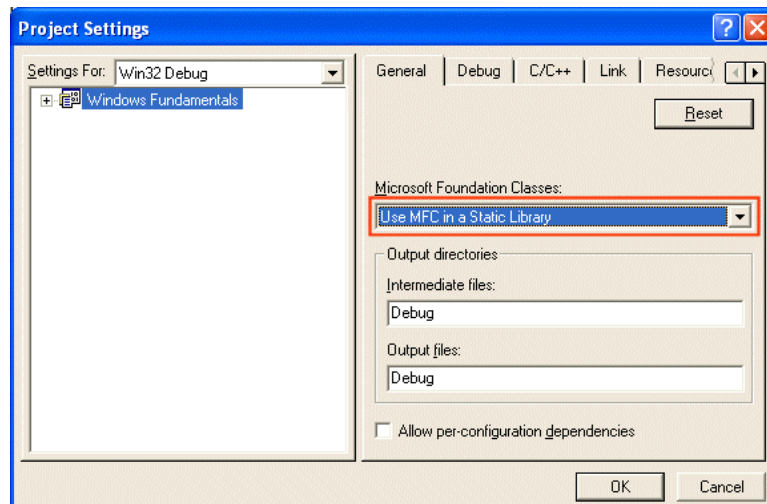 Project Settings
Settings For: Win32 Debug
Windows Fundamentals
General Debug C/C++ Link
Reset
Microsoft Foundation Classes:
Use MFC in a Static Library
Output directories
Intermediate files:
Debug
Output files:
Debug
Allow per-configuration dependencies
OK Cancel